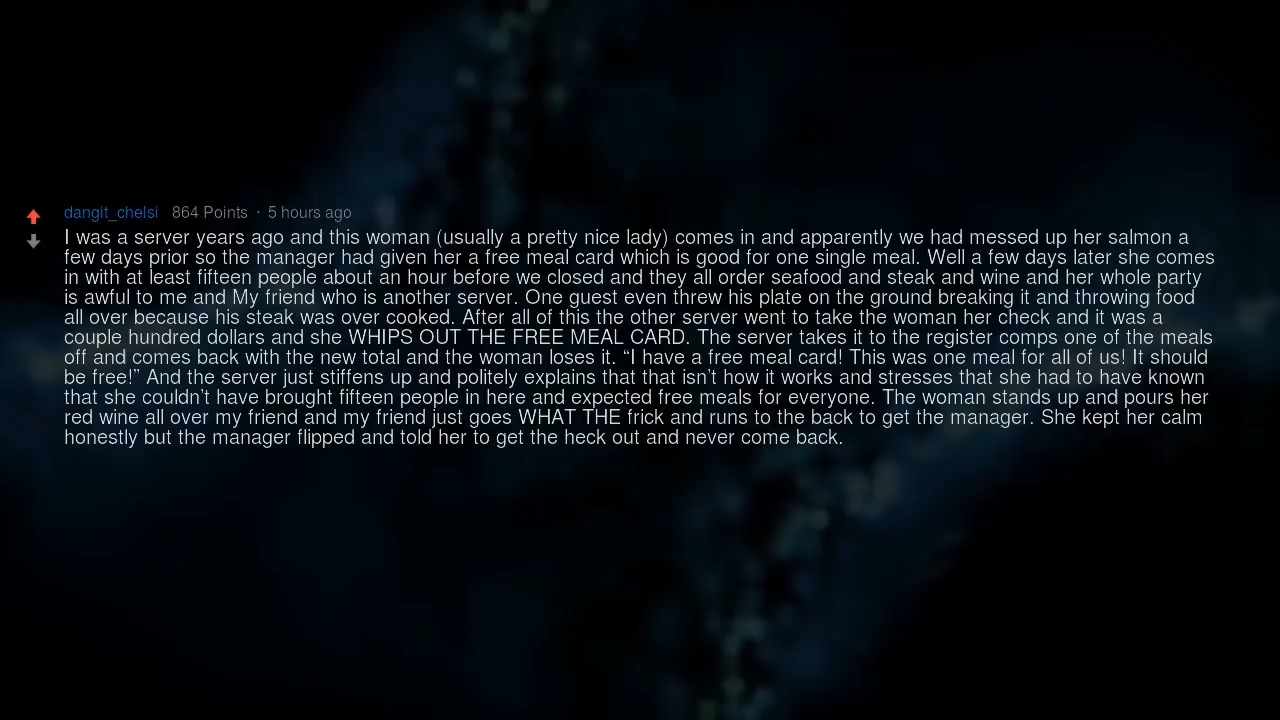 dangit_chelsi 864 Points · 5 hours ago
I was a server years ago and this woman (usually a pretty nice lady) comes in and apparently we had messed up her salmon a
few days prior so the manager had given her a free meal card which is good for one single meal. Well a few days later she comes
in with at least fifteen people about an hour before we closed and they all order seafood and steak and wine and her whole party
is awful to me and My friend who is another server. One guest even threw his plate on the ground breaking it and throwing food
all over because his steak was over cooked. After all of this the other server went to take the woman her check and it was a
couple hundred dollars and she WHIPS OUT THE FREE MEAL CARD. The server takes it to the register comps one of the meals
off and comes back with the new total and the woman loses it. “I have a free meal card! This was one meal for all of us! It should
be free!” And the server just stiffens up and politely explains that that isn’t how it works and stresses that she had to have known
that she couldn’t have brought fifteen people in here and expected free meals for everyone. The woman stands up and pours her
red wine all over my friend and my friend just goes WHAT THE frick and runs to the back to get the manager. She kept her calm
honestly but the manager flipped and told her to get the heck out and never come back.